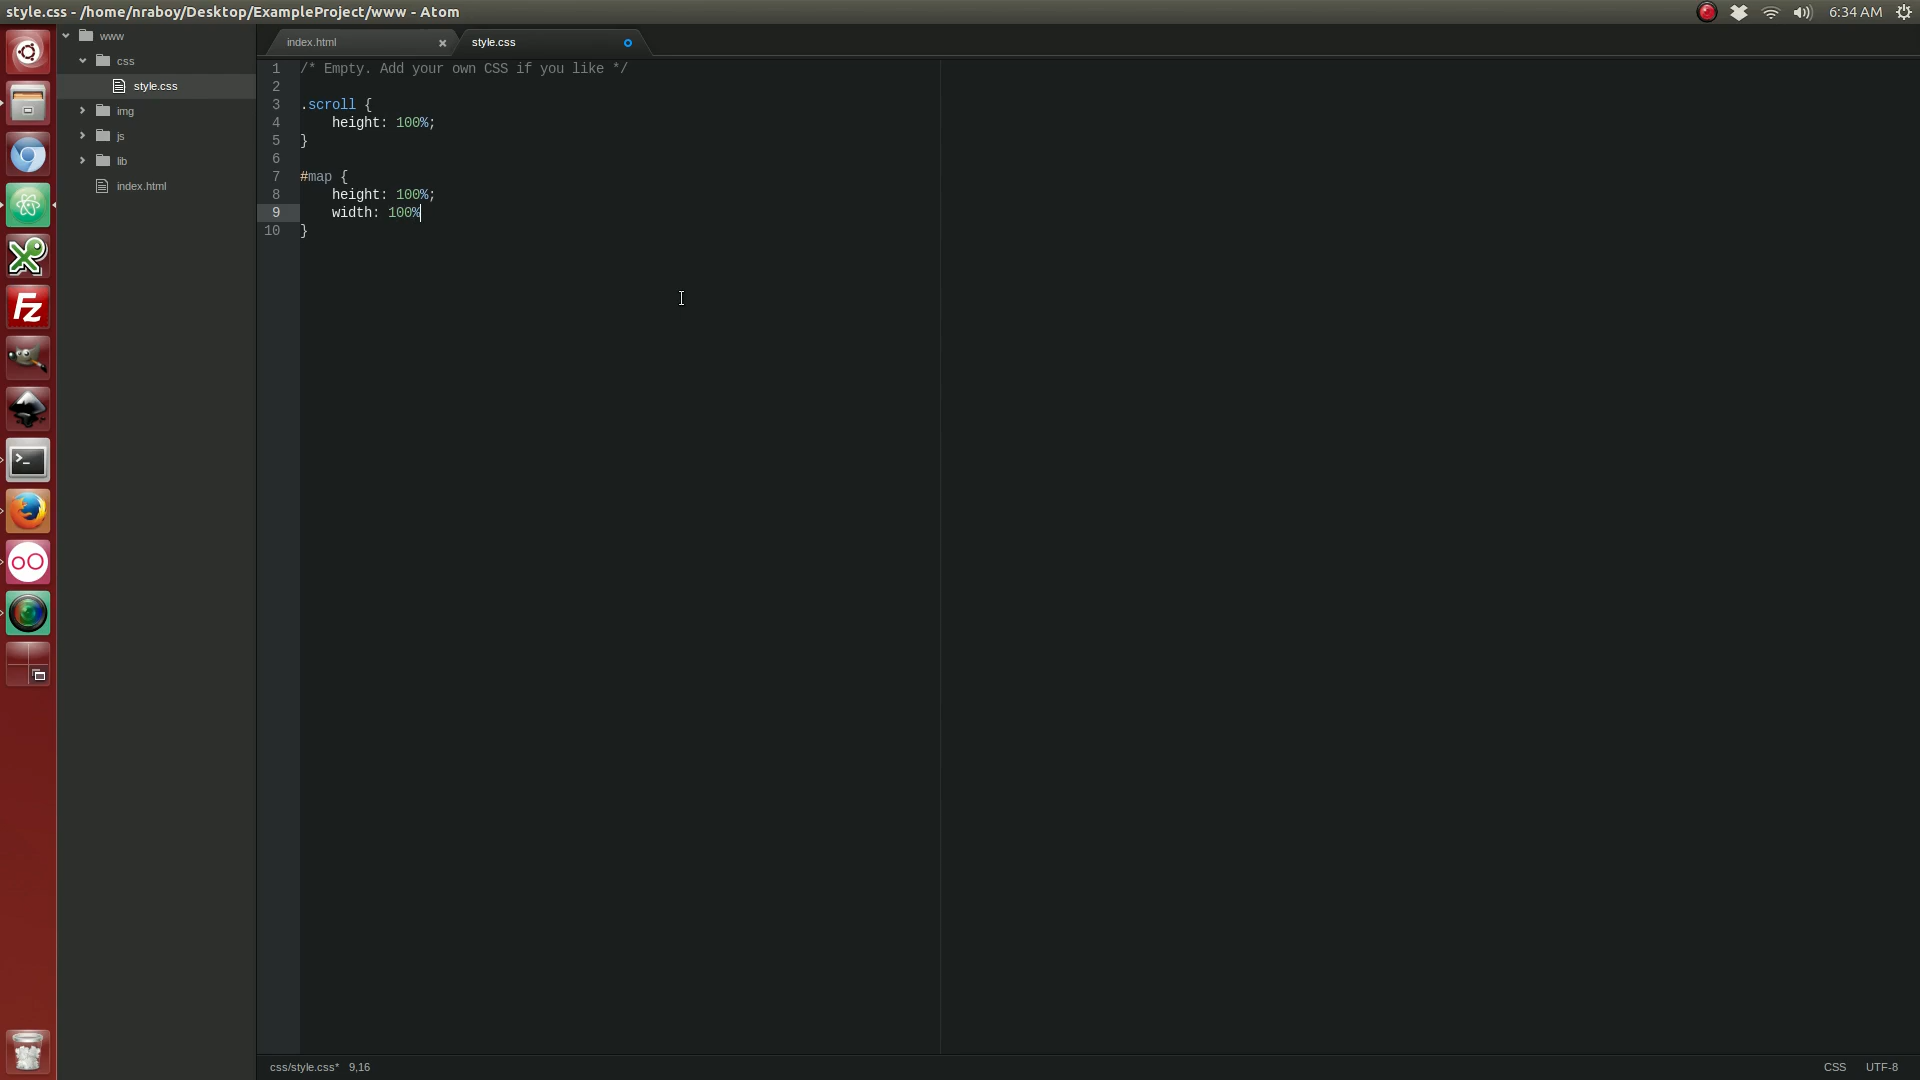 style.css - /home/nraboy/Desktop/ExampleProject/www - Atom
6:34 AM
www
css
style.css
img
js
lib
index.html
index.html
style.css
1 /* Empty. Add your own CSS if you like */
2
3 .scroll {
4     height: 100%;
5 }
6
7 #map {
8     height: 100%;
9     width: 100%
10 }
Fz
>_
oO
css/style.css* 9,16
CSS
UTF-8